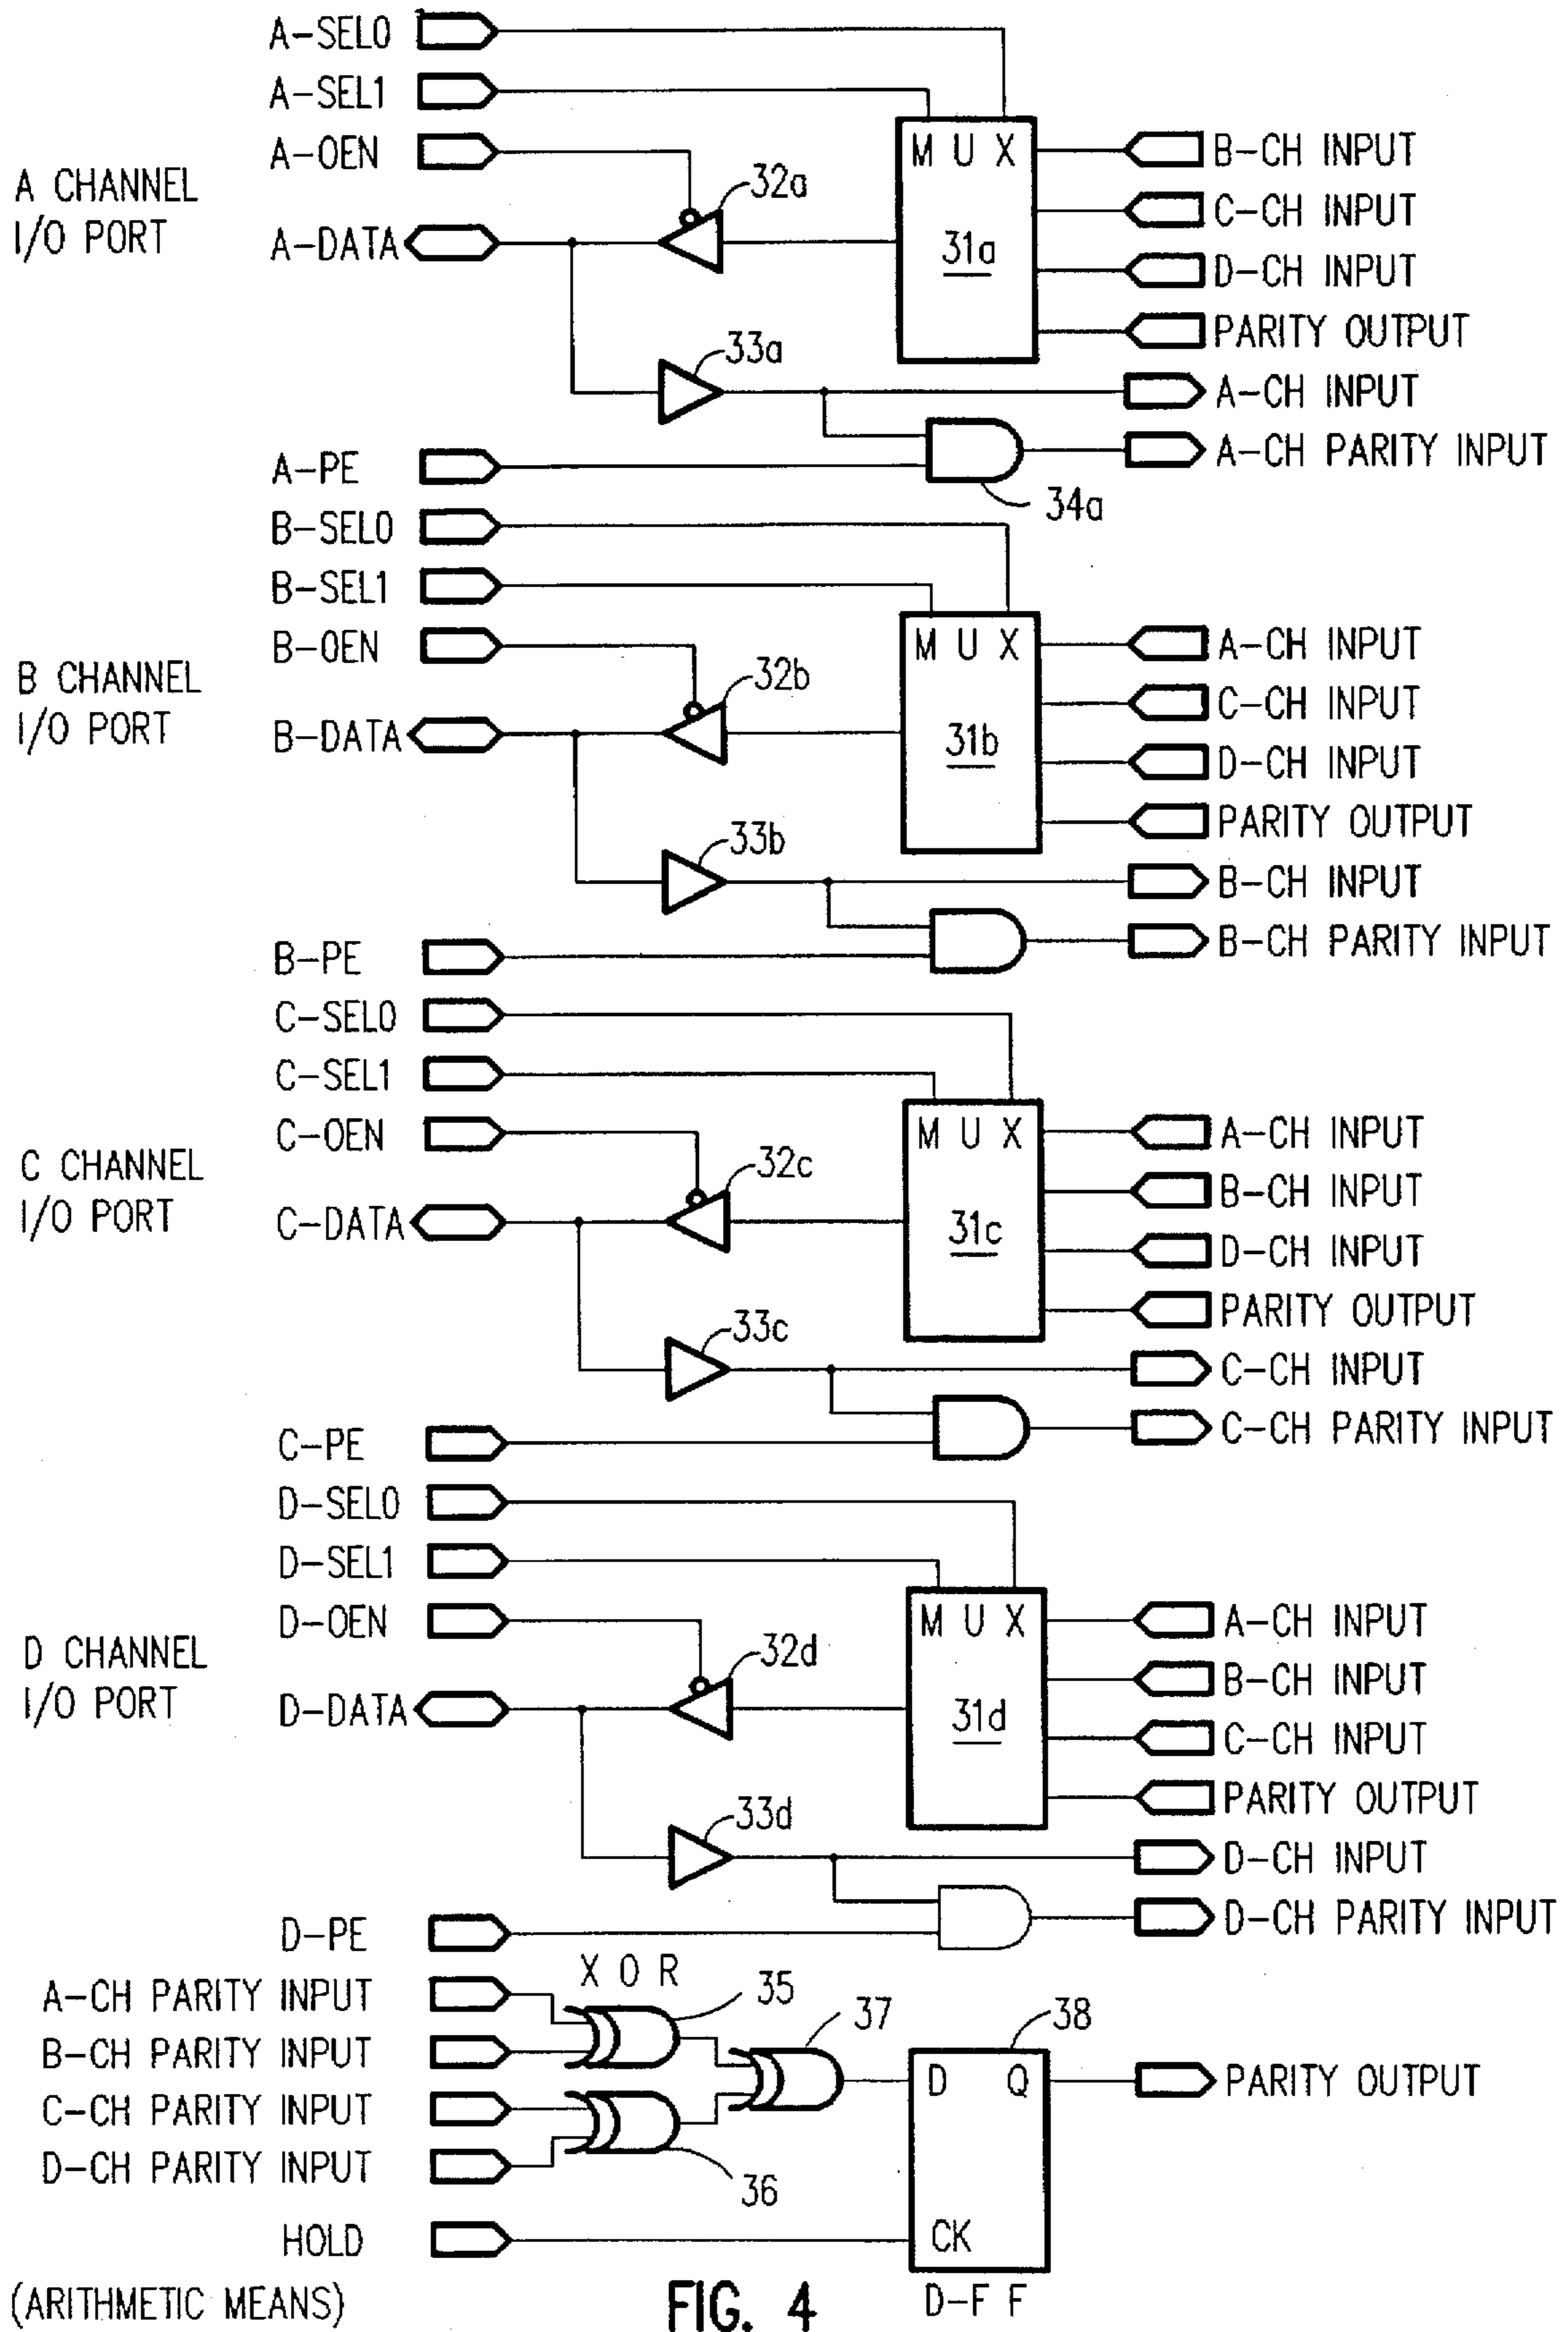 A-SEL0
A-SEL1
A-OEN
A CHANNEL
I/O PORT
A-DATA
32a
M U X
31a
B-CH INPUT
C-CH INPUT
D-CH INPUT
PARITY OUTPUT
33a
A-CH INPUT
A-CH PARITY INPUT
A-PE
34a
B-SEL0
B-SEL1
B-OEN
B CHANNEL
I/O PORT
B-DATA
32b
M U X
31b
A-CH INPUT
C-CH INPUT
D-CH INPUT
PARITY OUTPUT
33b
B-CH INPUT
B-CH PARITY INPUT
B-PE
C-SEL0
C-SEL1
C-OEN
C CHANNEL
I/O PORT
C-DATA
32c
M U X
31c
A-CH INPUT
B-CH INPUT
D-CH INPUT
PARITY OUTPUT
33c
C-CH INPUT
C-CH PARITY INPUT
C-PE
D-SEL0
D-SEL1
D-OEN
D CHANNEL
I/O PORT
D-DATA
32d
M U X
31d
A-CH INPUT
B-CH INPUT
C-CH INPUT
PARITY OUTPUT
33d
D-CH INPUT
D-CH PARITY INPUT
D-PE
X O R
A-CH PARITY INPUT
35
37
38
B-CH PARITY INPUT
D Q
PARITY OUTPUT
C-CH PARITY INPUT
D-CH PARITY INPUT
36
HOLD
CK
(ARITHMETIC MEANS)
FIG. 4
D-F F